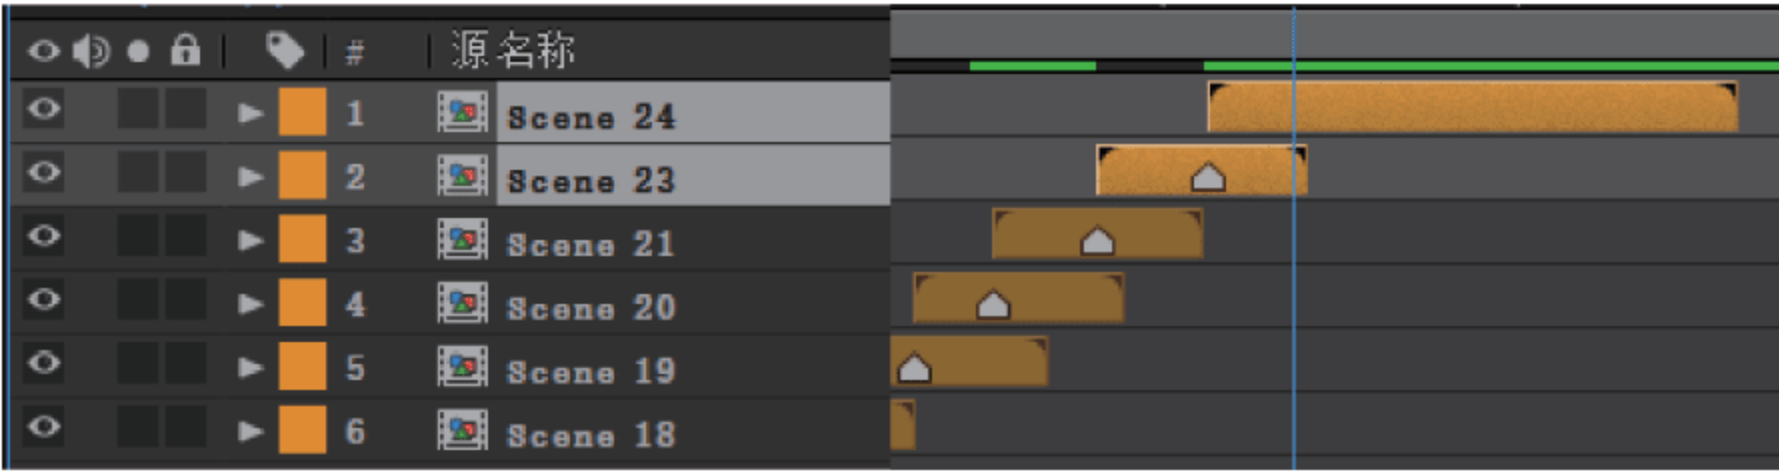 # 源名称
1 Scene 24
2 Scene 23
3 Scene 21
4 Scene 20
5 Scene 19
6 Scene 18